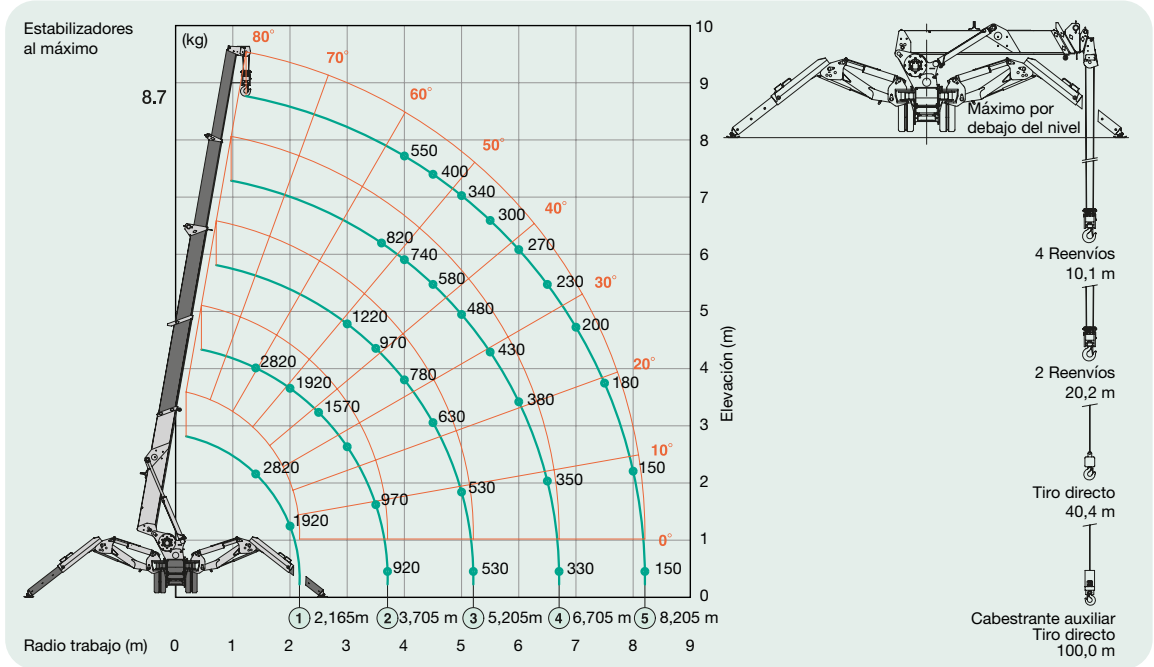 Estabilizadores
al máximo
(kg)
8.7
80°
70°
60°
50°
40°
30°
20°
10°
0°
550
400
340
300
270
230
200
180
150
150
820
740
580
480
430
380
350
330
1220
970
780
630
530
530
2820
1920
1570
970
920
2820
1920
10
9
8
7
6
5
4
3
2
1
0
Elevación (m)
1 2,165m
2 3,705 m
3 5,205m
4 6,705 m
5 8,205 m
Radio trabajo (m) 0 1 2 3 4 5 6 7 8 9
Máximo por
debajo del nivel
4 Reenvíos
10,1 m
2 Reenvíos
20,2 m
Tiro directo
40,4 m
Cabestrante auxiliar
Tiro directo
100,0 m